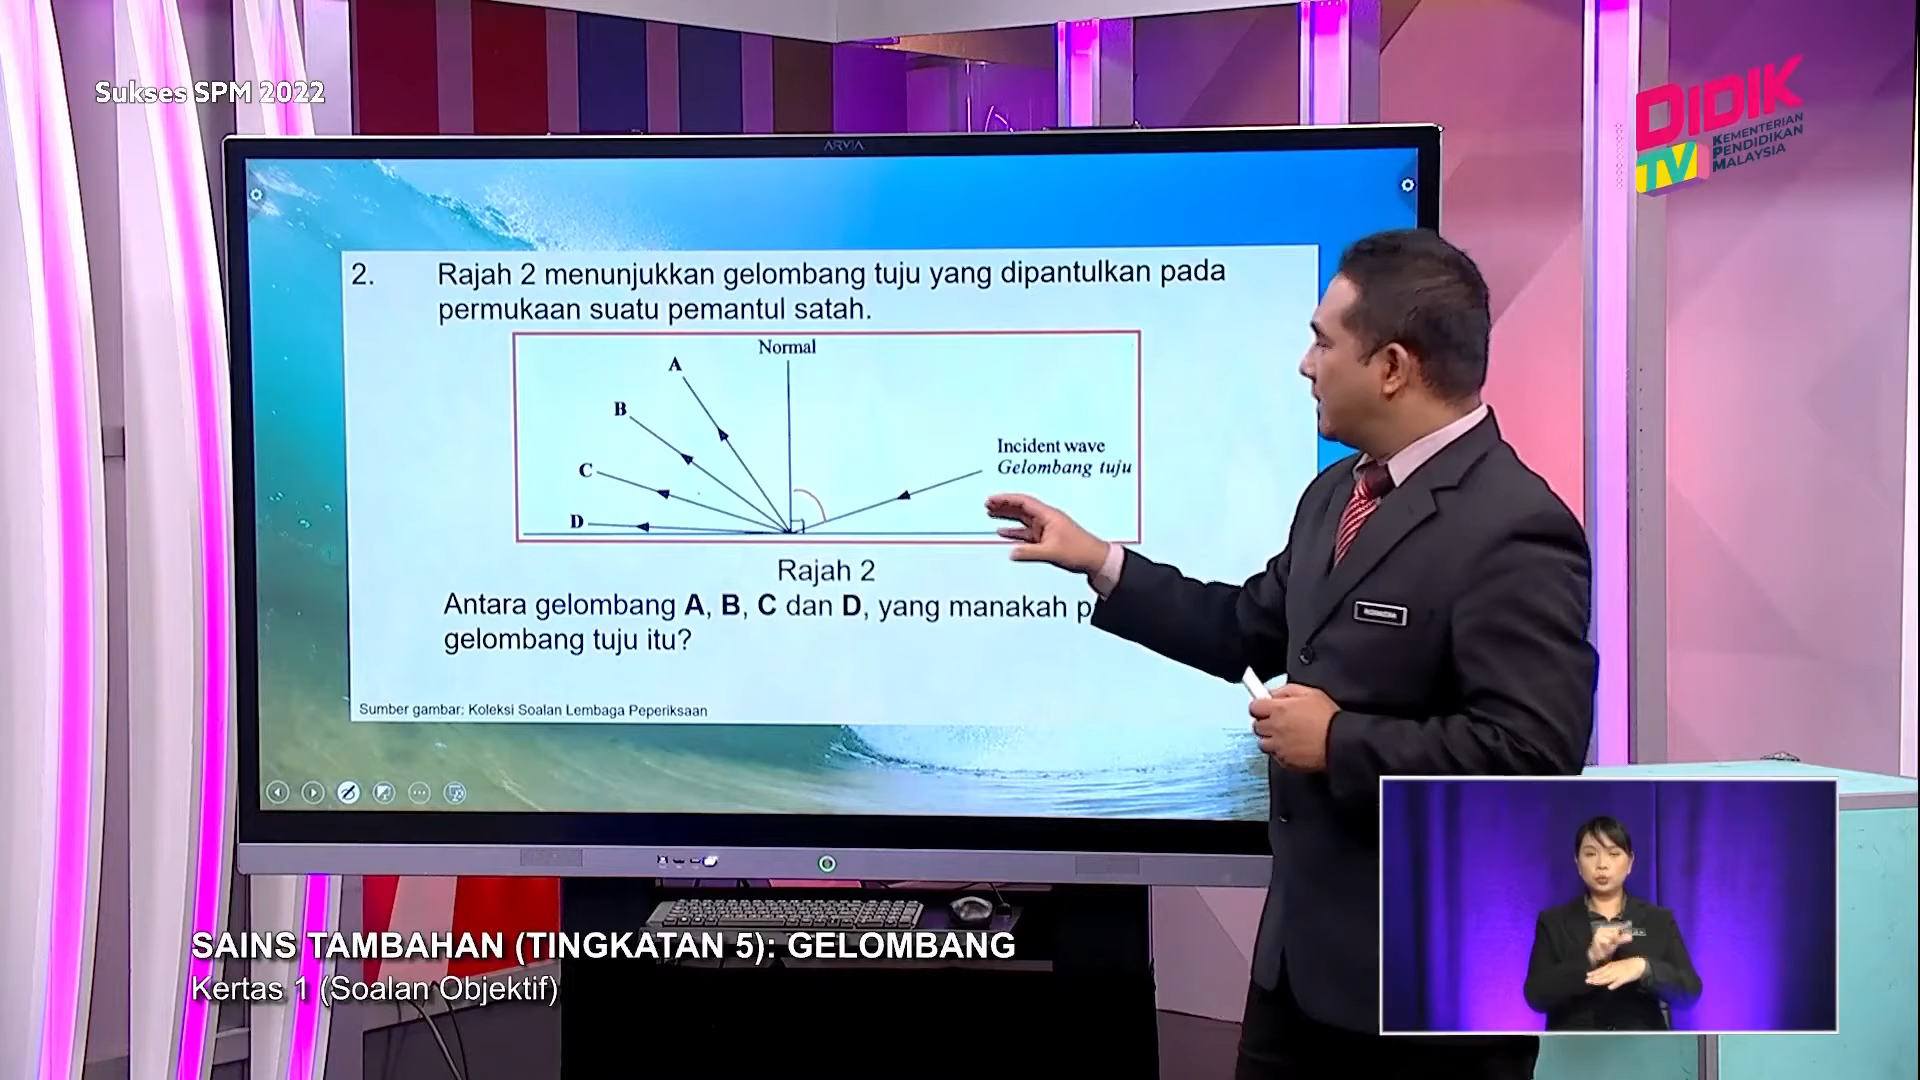 Sukses SPM 2022
DIDIK
TV
KEMENTERIAN
PENDIDIKAN
MALAYSIA
ARVIA
2. Rajah 2 menunjukkan gelombang tuju yang dipantulkan pada
permukaan suatu pemantul satah.
Normal
A
B
Incident wave
C
Gelombang tuju
D
Rajah 2
Antara gelombang A, B, C dan D, yang manakah
gelombang tuju itu?
Sumber gambar: Koleksi Soalan Lembaga Peperiksaan
SAINS TAMBAHAN (TINGKATAN 5): GELOMBANG
Kertas 1 (Soalan Objektif)